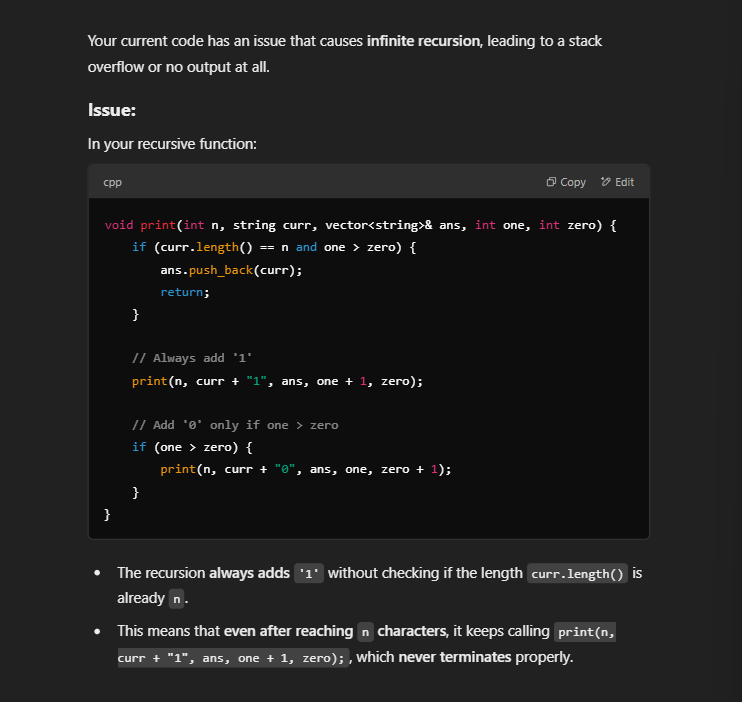 Your current code has an issue that causes infinite recursion, leading to a stack
overflow or no output at all.
Issue:
In your recursive function:
cpp Copy Edit
void print(int n, string curr, vector<string>& ans, int one, int zero) {
    if (curr.length() == n and one > zero) {
        ans.push_back(curr);
        return;
    }

    // Always add '1'
    print(n, curr + "1", ans, one + 1, zero);

    // Add '0' only if one > zero
    if (one > zero) {
        print(n, curr + "0", ans, one, zero + 1);
    }
}
• The recursion always adds '1' without checking if the length curr.length() is
already n.
• This means that even after reaching n characters, it keeps calling print(n,
curr + "1", ans, one + 1, zero);, which never terminates properly.